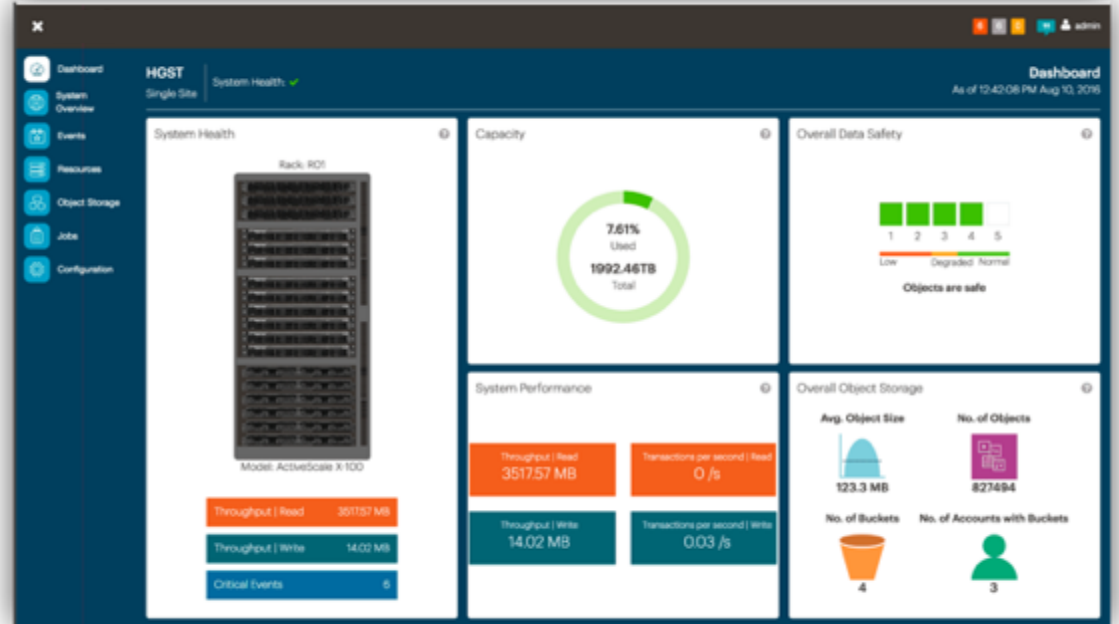 admin
Dashboard
System
Overview
Events
Resources
Object Storage
Jobs
Configuration
HGST
Single Site
System Health:
Dashboard
As of 12:42:08 PM Aug 10, 2016
System Health
Rack: R01
Model: ActiveScale X-100
Throughput | Read 3517.57 MB
Throughput | Write 14.02 MB
Critical Events 6
Capacity
7.61%
Used
1992.46TB
Total
Overall Data Safety
1 2 3 4 5
Low Degraded Normal
Objects are safe
System Performance
Throughput | Read
3517.57 MB
Transactions per second | Read
0 /s
Throughput | Write
14.02 MB
Transactions per second | Write
0.03 /s
Overall Object Storage
Avg. Object Size
123.3 MB
No. of Objects
827494
No. of Buckets
4
No. of Accounts with Buckets
3